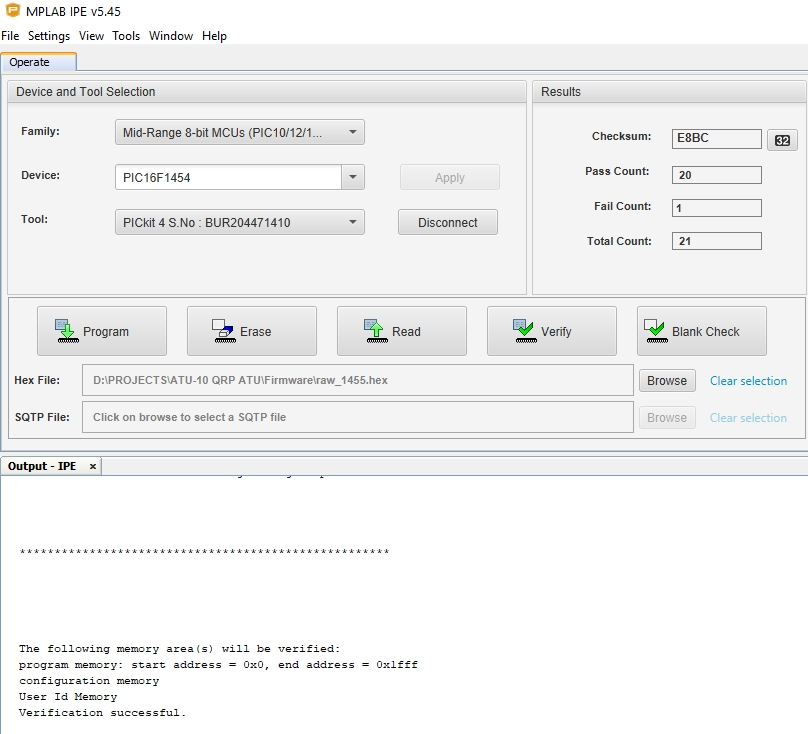 MPLAB IPE v5.45
File Settings View Tools Window Help
Operate
Device and Tool Selection
Family:
Mid-Range 8-bit MCUs (PIC10/12/1...
Device:
PIC16F1454
Apply
Tool:
PICkit 4 S.No : BUR204471410
Disconnect
Results
Checksum:
E8BC
32
Pass Count:
20
Fail Count:
1
Total Count:
21
Program
Erase
Read
Verify
Blank Check
Hex File:
D:\PROJECTS\ATU-10 QRP ATU\Firmware\raw_1455.hex
Browse
Clear selection
SQTP File:
Click on browse to select a SQTP file
Browse
Clear selection
Output - IPE ×
*****************************************************
The following memory area(s) will be verified:
program memory: start address = 0x0, end address = 0x1fff
configuration memory
User Id Memory
Verification successful.